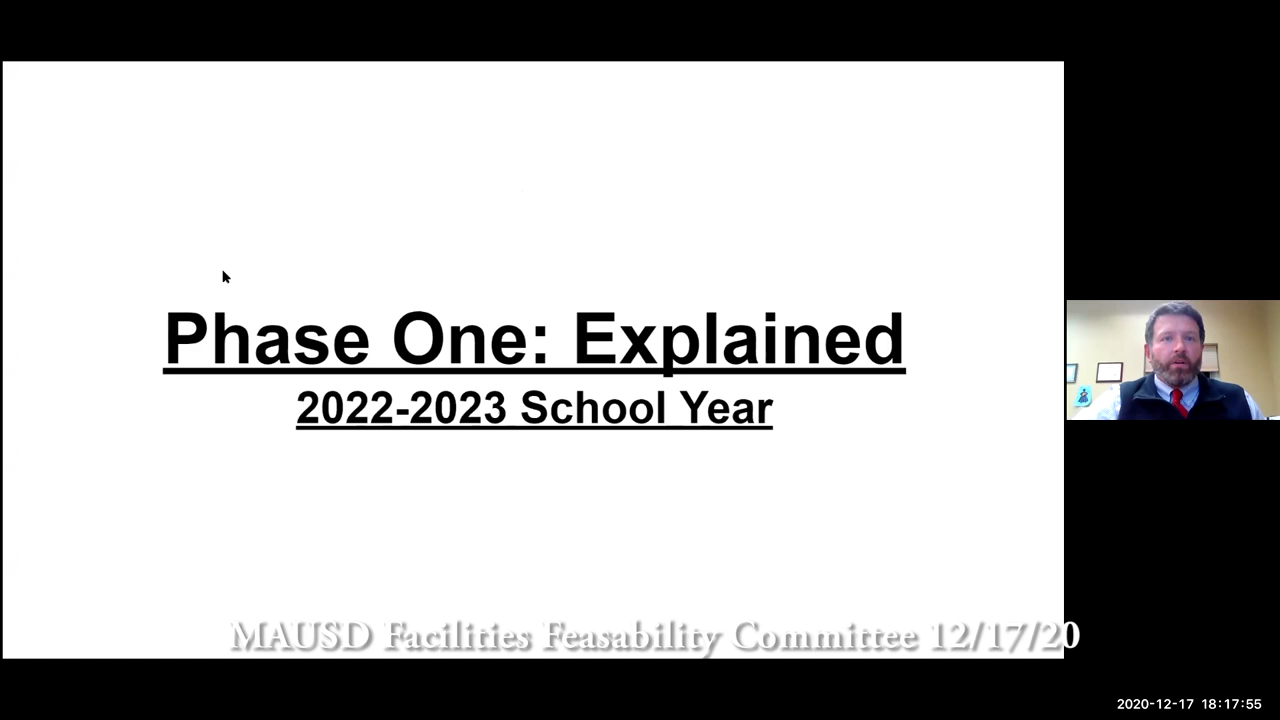 Phase One: Explained
2022-2023 School Year
MAUSD Facilities Feasability Committee 12/17/20
2020-12-17 18:17:55